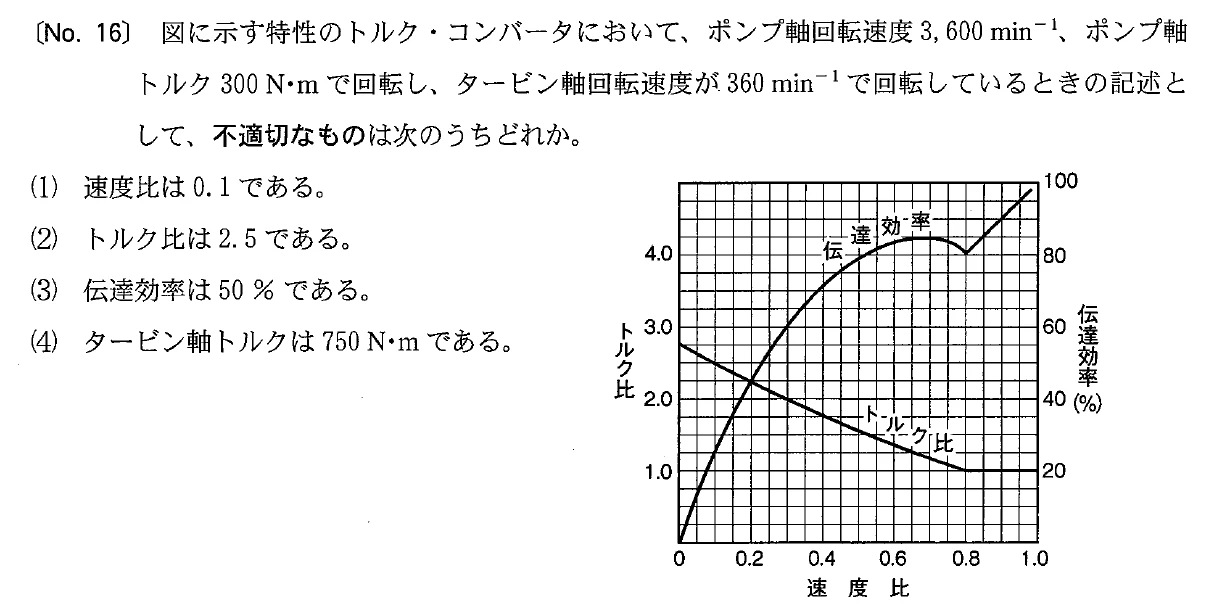 〔No. 16〕 図に示す特性のトルク・コンバータにおいて、ポンプ軸回転速度 3,600 min⁻¹、ポンプ軸
トルク 300 N・m で回転し、タービン軸回転速度が 360 min⁻¹ で回転しているときの記述と
して、不適切なものは次のうちどれか。
⑴ 速度比は 0.1 である。
⑵ トルク比は 2.5 である。
⑶ 伝達効率は 50 % である。
⑷ タービン軸トルクは 750 N・m である。
トルク比
4.0
3.0
2.0
1.0
伝達効率
トルク比
100
80
60
40
20
伝達効率(%)
0 0.2 0.4 0.6 0.8 1.0
速度比